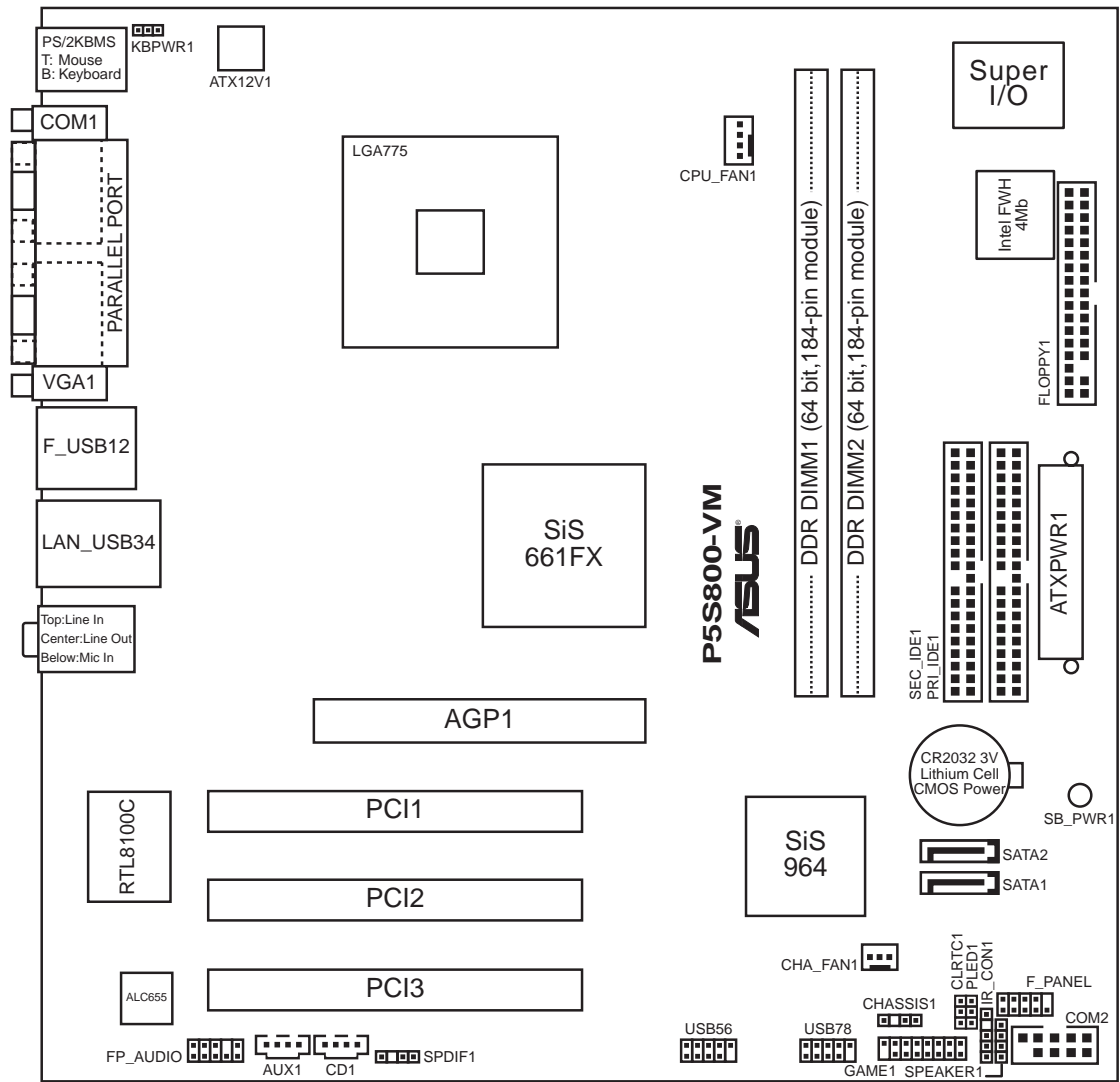 PS/2KBMS
T: Mouse
B: Keyboard
KBPWR1
ATX12V1
Super
I/O
COM1
LGA775
CPU_FAN1
PARALLEL PORT
Intel FWH
4Mb
DDR DIMM1 (64 bit,184-pin module)
DDR DIMM2 (64 bit,184-pin module)
FLOPPY1
VGA1
F_USB12
LAN_USB34
SiS
661FX
P5S800-VM
ASUS®
ATXPWR1
Top:Line In
Center:Line Out
Below:Mic In
SEC_IDE1
PRI_IDE1
AGP1
CR2032 3V
Lithium Cell
CMOS Power
SB_PWR1
PCI1
RTL8100C
SiS
964
SATA2
SATA1
PCI2
CHA_FAN1
CLRTC1
PLED1
IR_CON1
F_PANEL
ALC655
PCI3
CHASSIS1
COM2
FP_AUDIO
AUX1
CD1
SPDIF1
USB56
USB78
GAME1
SPEAKER1